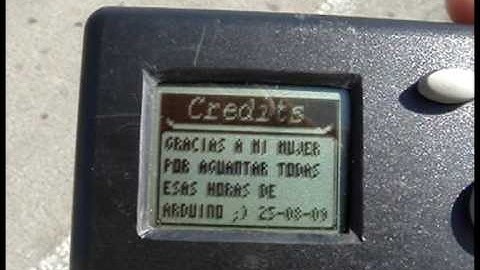 Credits
GRACIAS A MI MUJER
POR AGUANTAR TODAS
ESAS HORAS DE
ARDUINO ;) 25-08-09